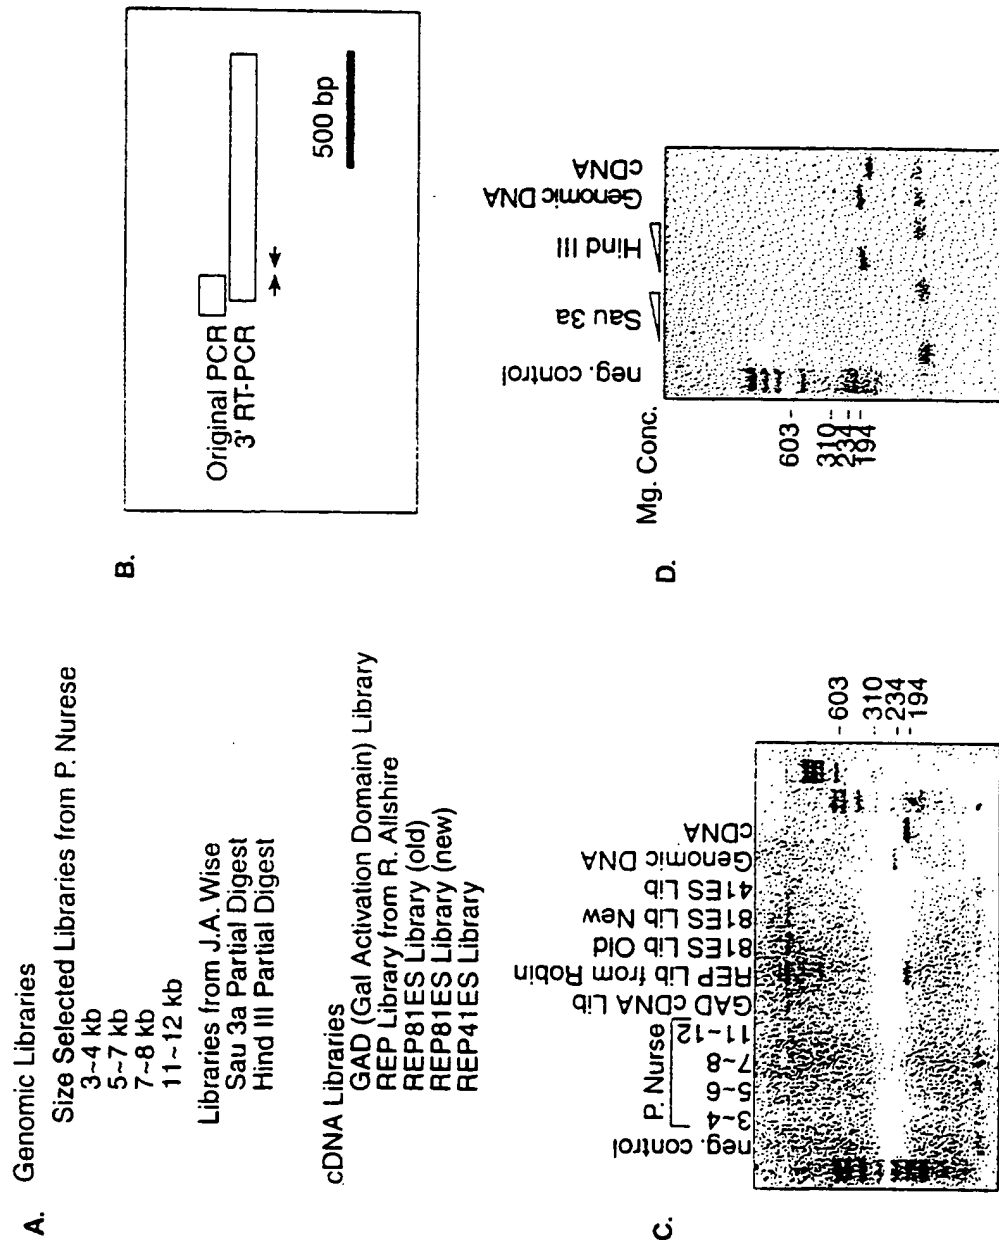 A. Genomic Libraries
Size Selected Libraries from P. Nurese
3~4 kb
5~7 kb
7~8 kb
11~12 kb
Libraries from J.A. Wise
Sau 3a Partial Digest
Hind III Partial Digest
cDNA Libraries
GAD (Gal Activation Domain) Library
REP Library from R. Allshire
REP81ES Library (old)
REP81ES Library (new)
REP41ES Library
B.
Original PCR
3' RT-PCR
500 bp
C.
neg. control
P. Nurse
3~4
5~6
7~8
11~12
GAD cDNA Lib
REP Lib from Robin
81ES Lib Old
81ES Lib New
41ES Lib
Genomic DNA
cDNA
603
310
234
194
D.
Mg. Conc.
neg. control
Sau 3a
Hind III
Genomic DNA
cDNA
603-
310-
234-
194-